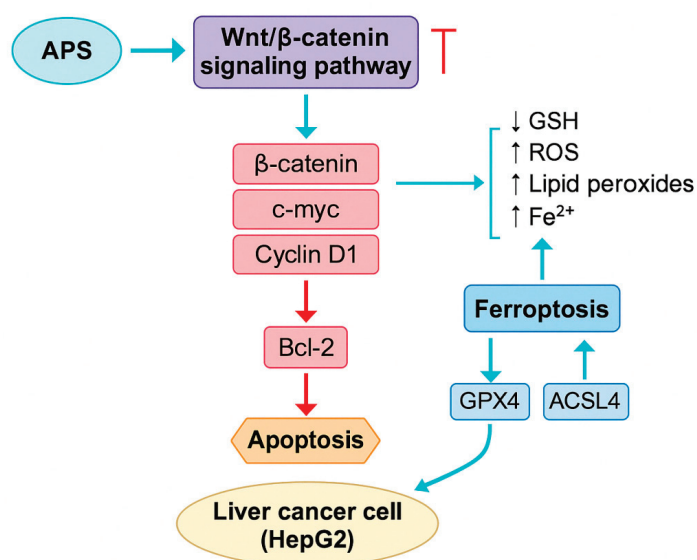 APS
Wnt/β-catenin
signaling pathway
β-catenin
c-myc
Cyclin D1
↓ GSH
↑ ROS
↑ Lipid peroxides
↑ Fe²⁺
Ferroptosis
Bcl-2
GPX4
ACSL4
Apoptosis
Liver cancer cell
(HepG2)